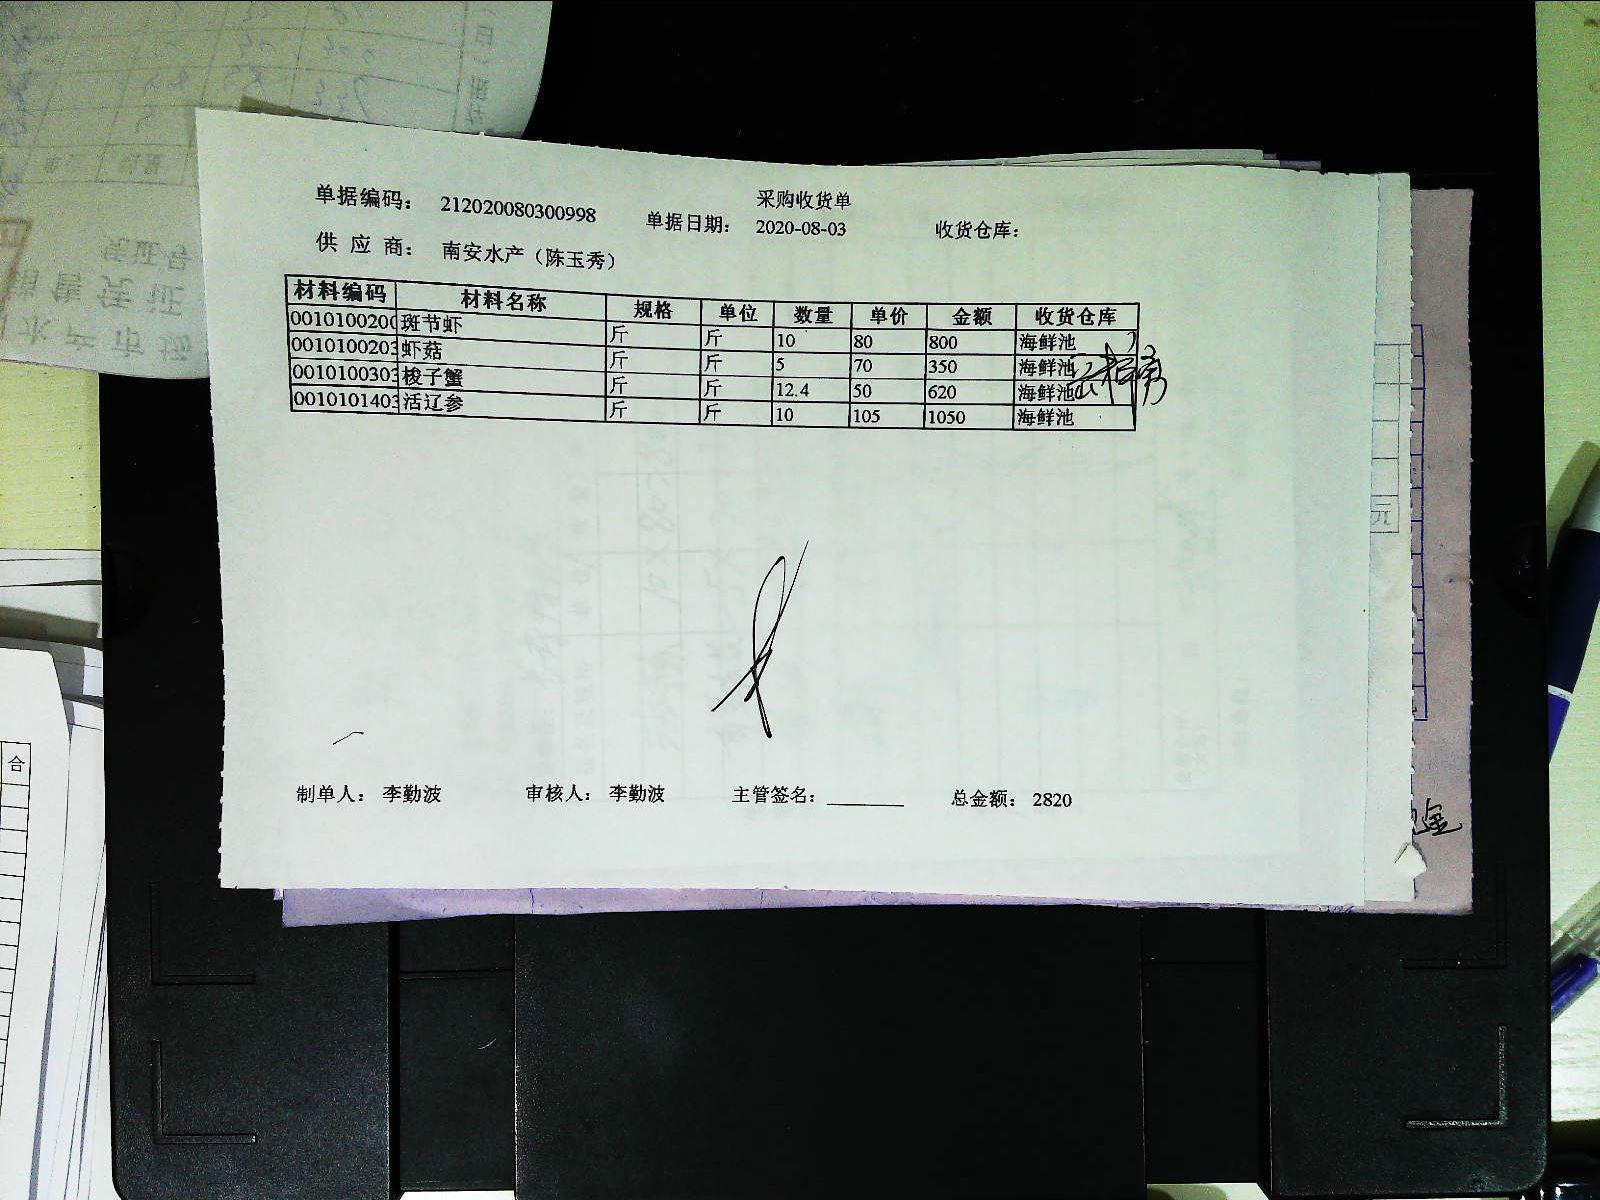 采购收货单
单据编码： 212020080300998 单据日期： 2020-08-03 收货仓库：
供 应 商： 南安水产（陈玉秀）
材料编码 材料名称 规格 单位 数量 单价 金额 收货仓库
0010100200 斑节虾 斤 斤 10 80 800 海鲜池
0010100203 虾菇 斤 斤 5 70 350 海鲜池
0010100303 梭子蟹 斤 斤 12.4 50 620 海鲜池
0010101403 活辽参 斤 斤 10 105 1050 海鲜池
制单人： 李勤波 审核人： 李勤波 主管签名： 总金额： 2820
合
元